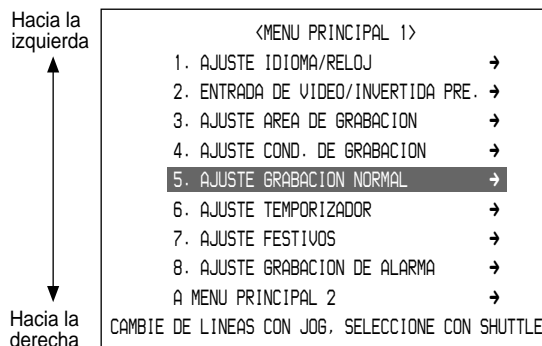 Hacia la
izquierda
<MENU PRINCIPAL 1>
1. AJUSTE IDIOMA/RELOJ →
2. ENTRADA DE VIDEO/INVERTIDA PRE. →
3. AJUSTE AREA DE GRABACION →
4. AJUSTE COND. DE GRABACION →
5. AJUSTE GRABACION NORMAL →
6. AJUSTE TEMPORIZADOR →
7. AJUSTE FESTIVOS →
8. AJUSTE GRABACION DE ALARMA →
A MENU PRINCIPAL 2 →
CAMBIE DE LINEAS CON JOG, SELECCIONE CON SHUTTLE
Hacia la
derecha